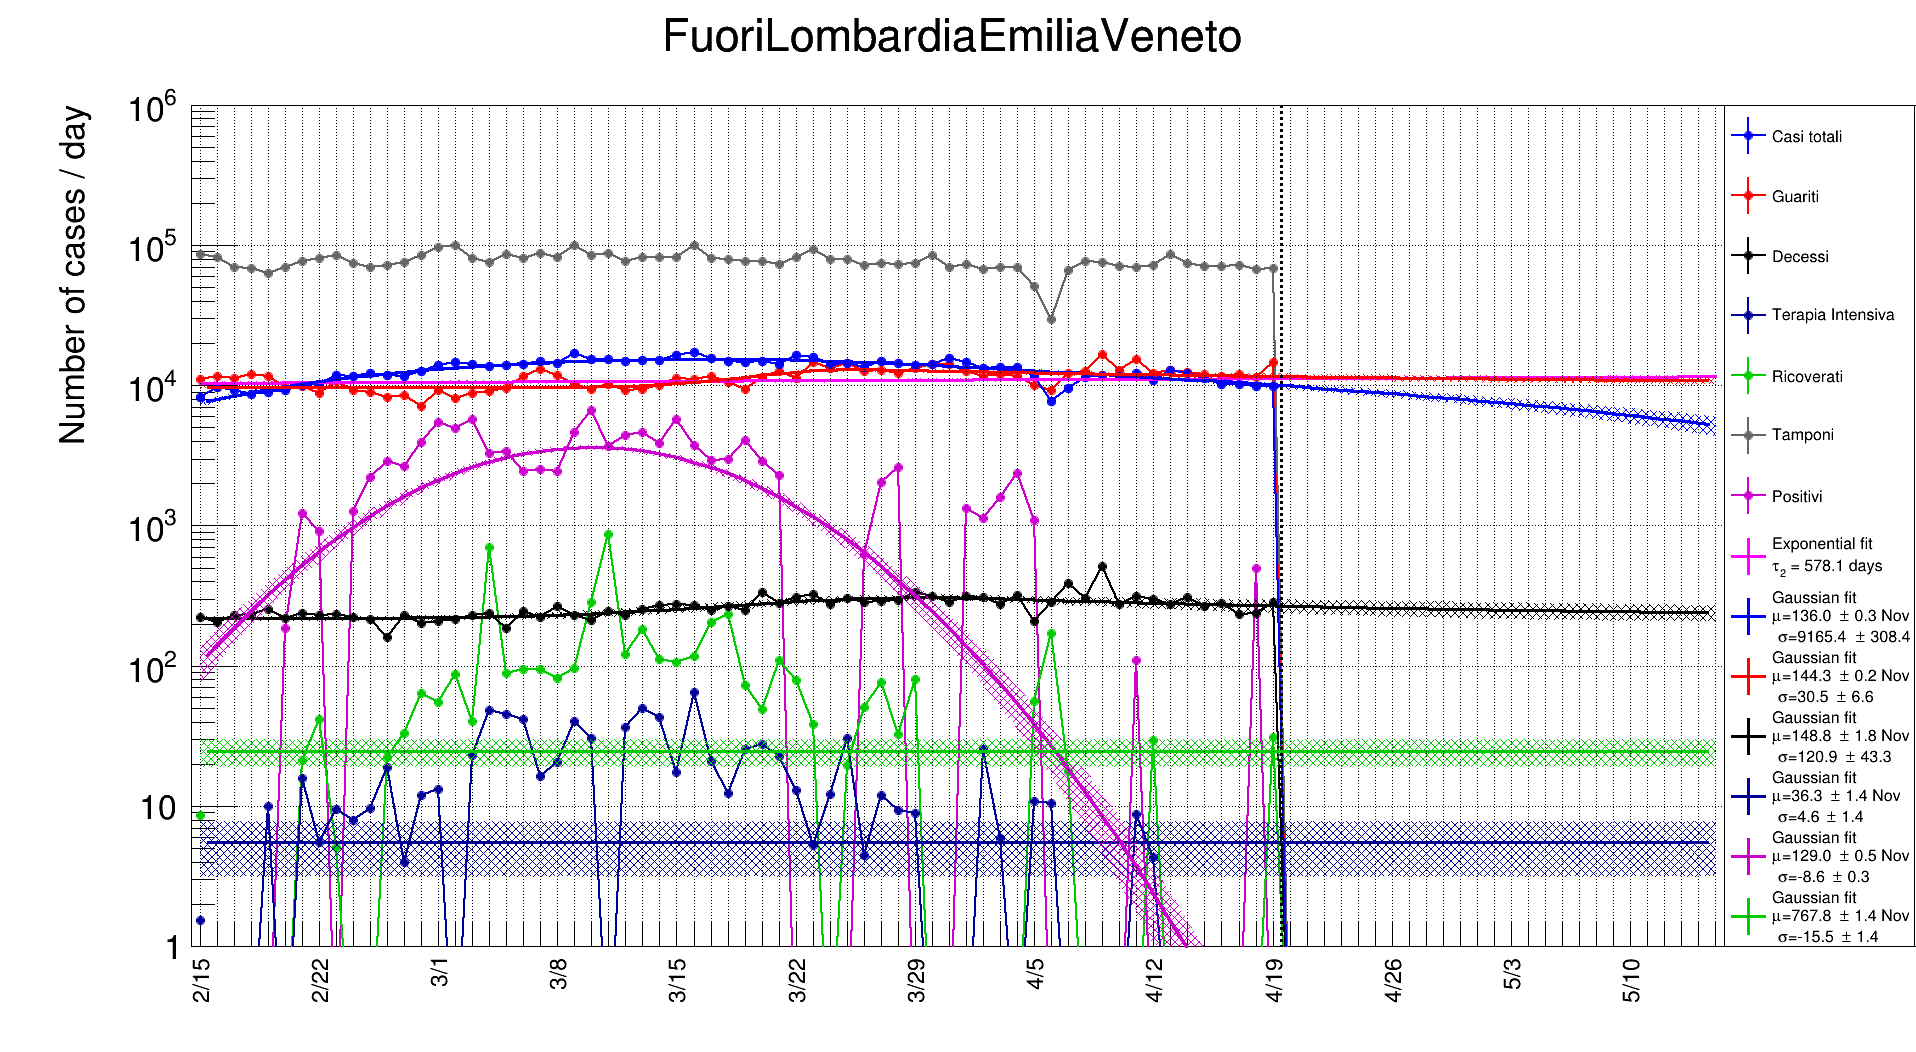 FuoriLombardiaEmiliaVeneto
Number of cases / day
10^6
10^5
10^4
10^3
10^2
10
1
2/15 2/22 3/1 3/8 3/15 3/22 3/29 4/5 4/12 4/19 4/26 5/3 5/10
Casi totali
Guariti
Decessi
Terapia Intensiva
Ricoverati
Tamponi
Positivi
Exponential fit
τ₂ = 578.1 days
Gaussian fit
μ=136.0 ± 0.3 Nov
σ=9165.4 ± 308.4
Gaussian fit
μ=144.3 ± 0.2 Nov
σ=30.5 ± 6.6
Gaussian fit
μ=148.8 ± 1.8 Nov
σ=120.9 ± 43.3
Gaussian fit
μ=36.3 ± 1.4 Nov
σ=4.6 ± 1.4
Gaussian fit
μ=129.0 ± 0.5 Nov
σ=-8.6 ± 0.3
Gaussian fit
μ=767.8 ± 1.4 Nov
σ=-15.5 ± 1.4